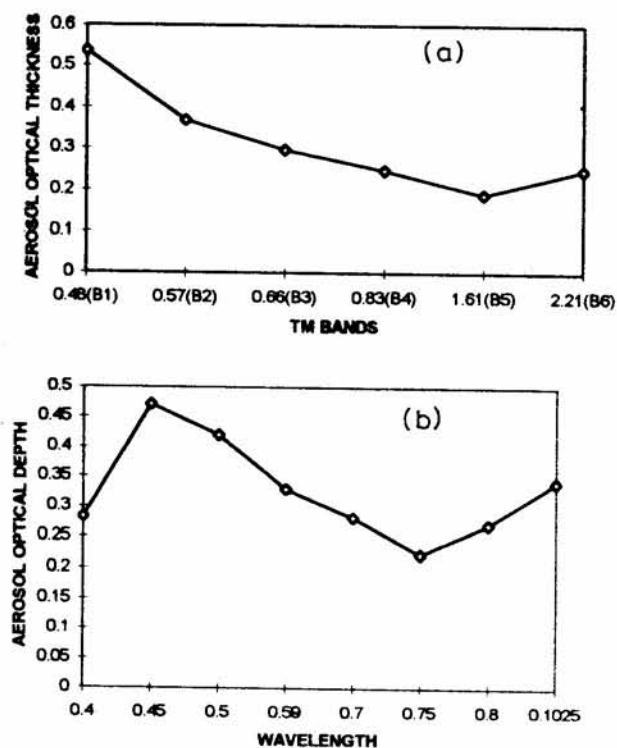 (a)
AEROSOL OPTICAL THICKNESS
0.6
0.5
0.4
0.3
0.2
0.1
0
0.48(B1) 0.57(B2) 0.66(B3) 0.83(B4) 1.61(B5) 2.21(B6)
TM BANDS
(b)
AEROSOL OPTICAL DEPTH
0.5
0.45
0.4
0.35
0.3
0.25
0.2
0.15
0.1
0.05
0
0.4 0.45 0.5 0.59 0.7 0.75 0.8 0.1025
WAVELENGTH